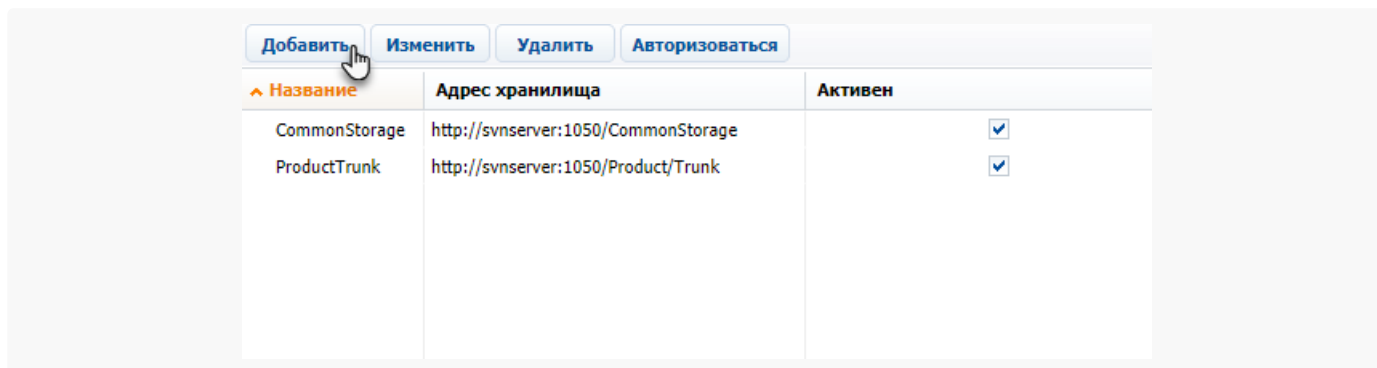 Добавить Изменить Удалить Авторизоваться
Название Адрес хранилища Активен
CommonStorage http://svnserver:1050/CommonStorage
ProductTrunk http://svnserver:1050/Product/Trunk